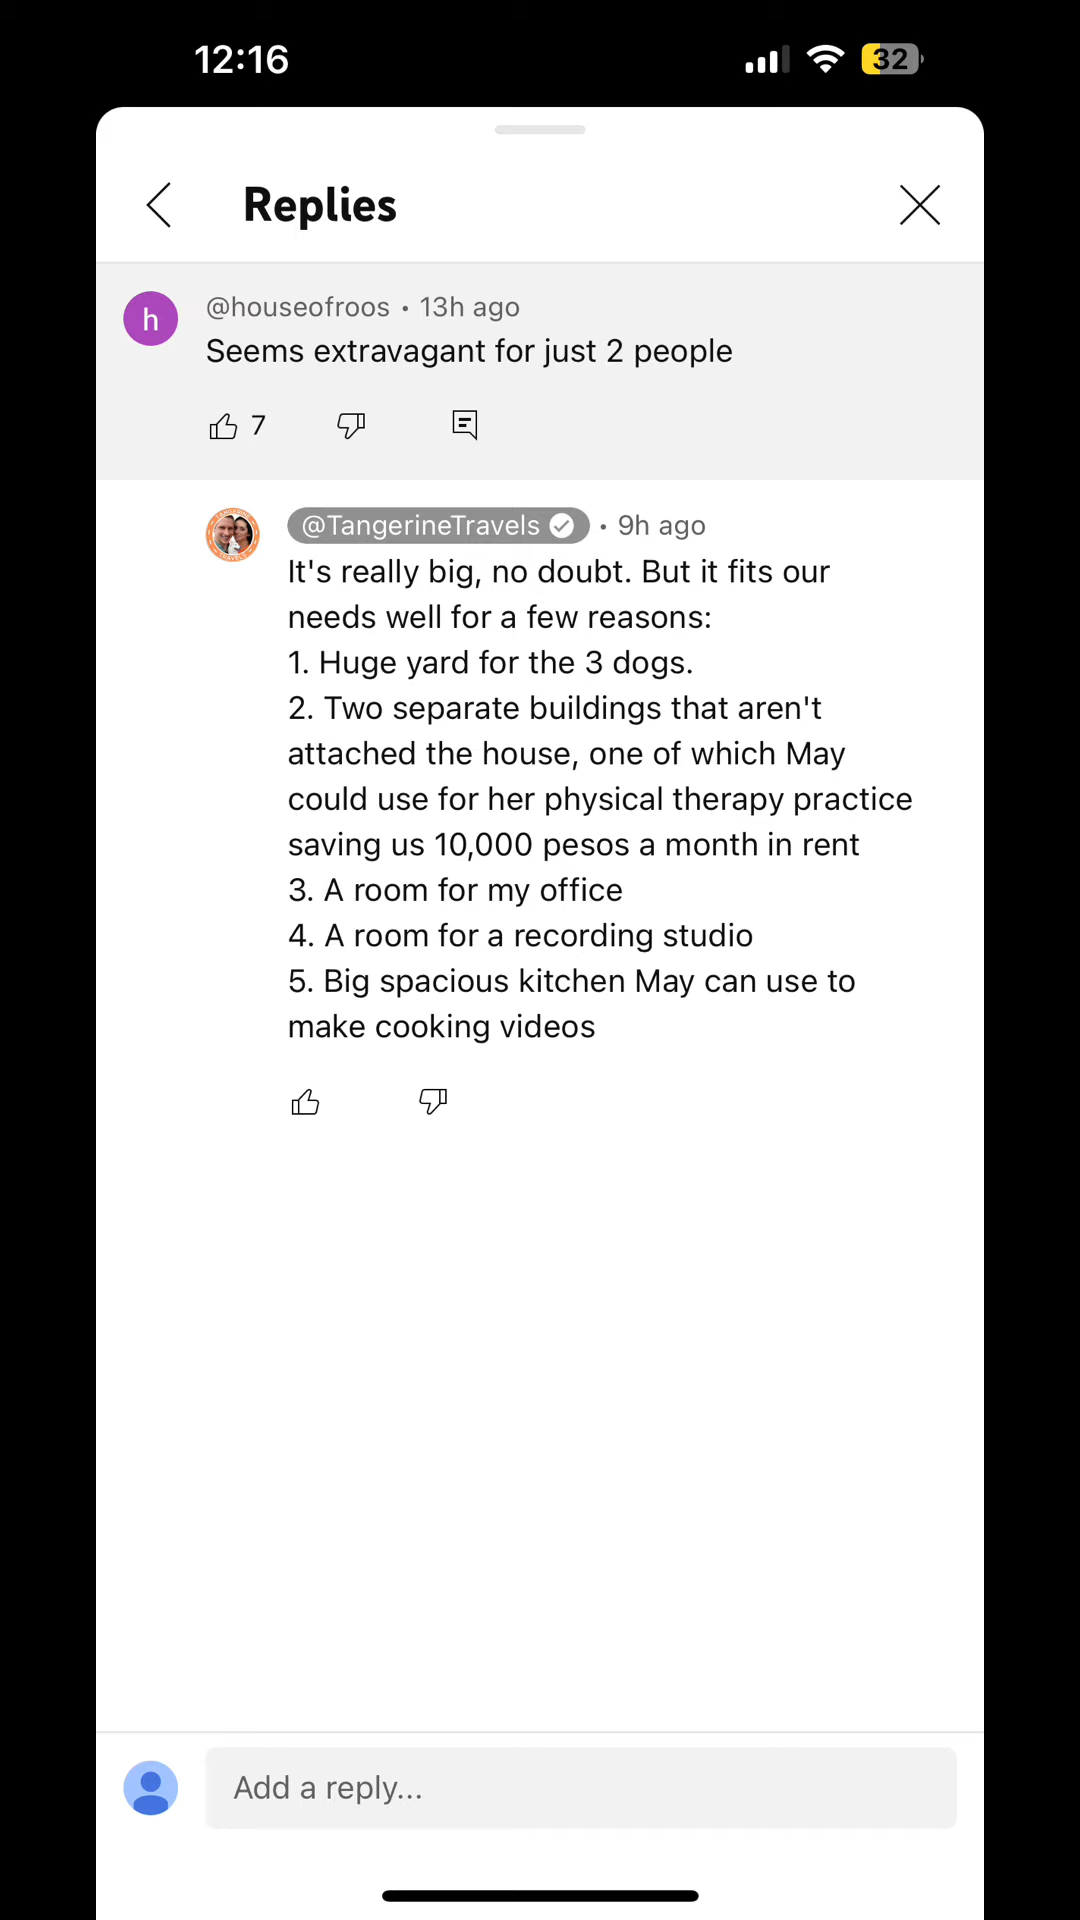 12:16
32
Replies
h
@houseofroos • 13h ago
Seems extravagant for just 2 people
7
@TangerineTravels • 9h ago
It's really big, no doubt. But it fits our
needs well for a few reasons:
1. Huge yard for the 3 dogs.
2. Two separate buildings that aren't
attached the house, one of which May
could use for her physical therapy practice
saving us 10,000 pesos a month in rent
3. A room for my office
4. A room for a recording studio
5. Big spacious kitchen May can use to
make cooking videos
Add a reply...